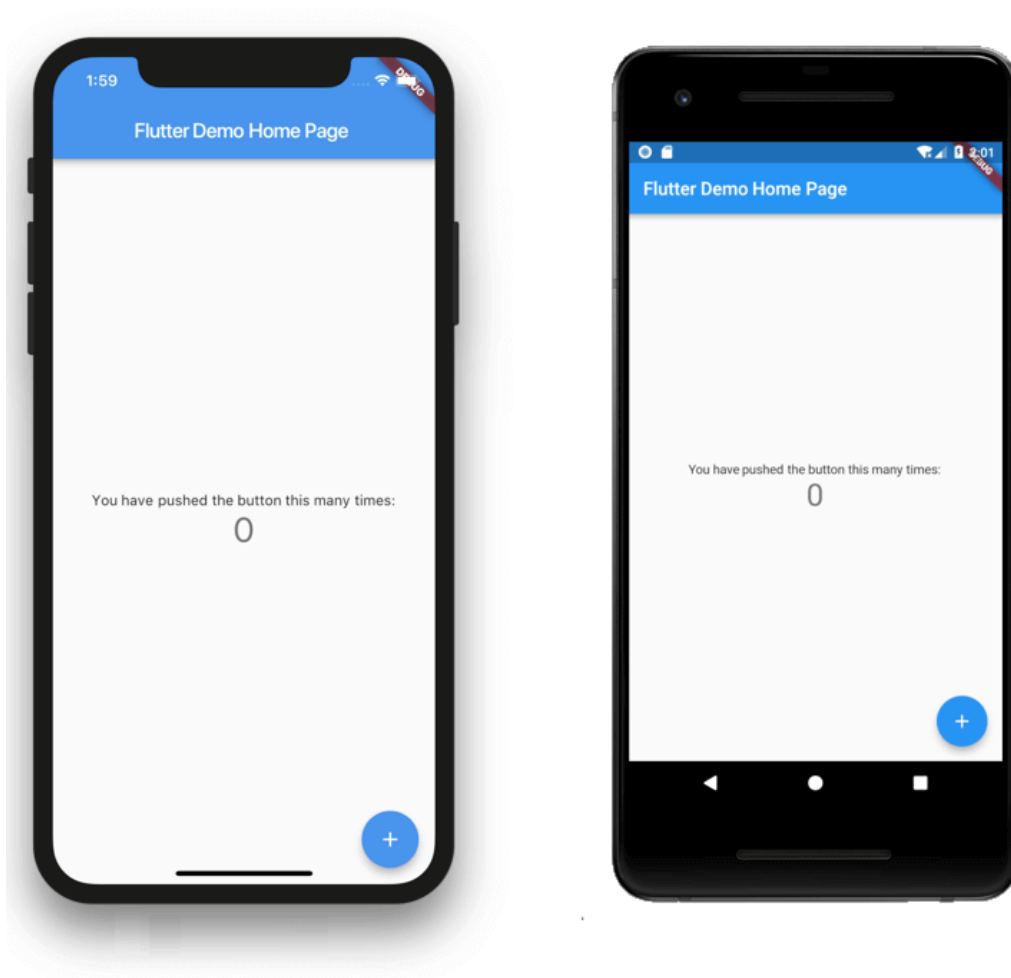 1:59
DEBUG
Flutter Demo Home Page
You have pushed the button this many times:
0
+
2:01
DEBUG
Flutter Demo Home Page
You have pushed the button this many times:
0
+